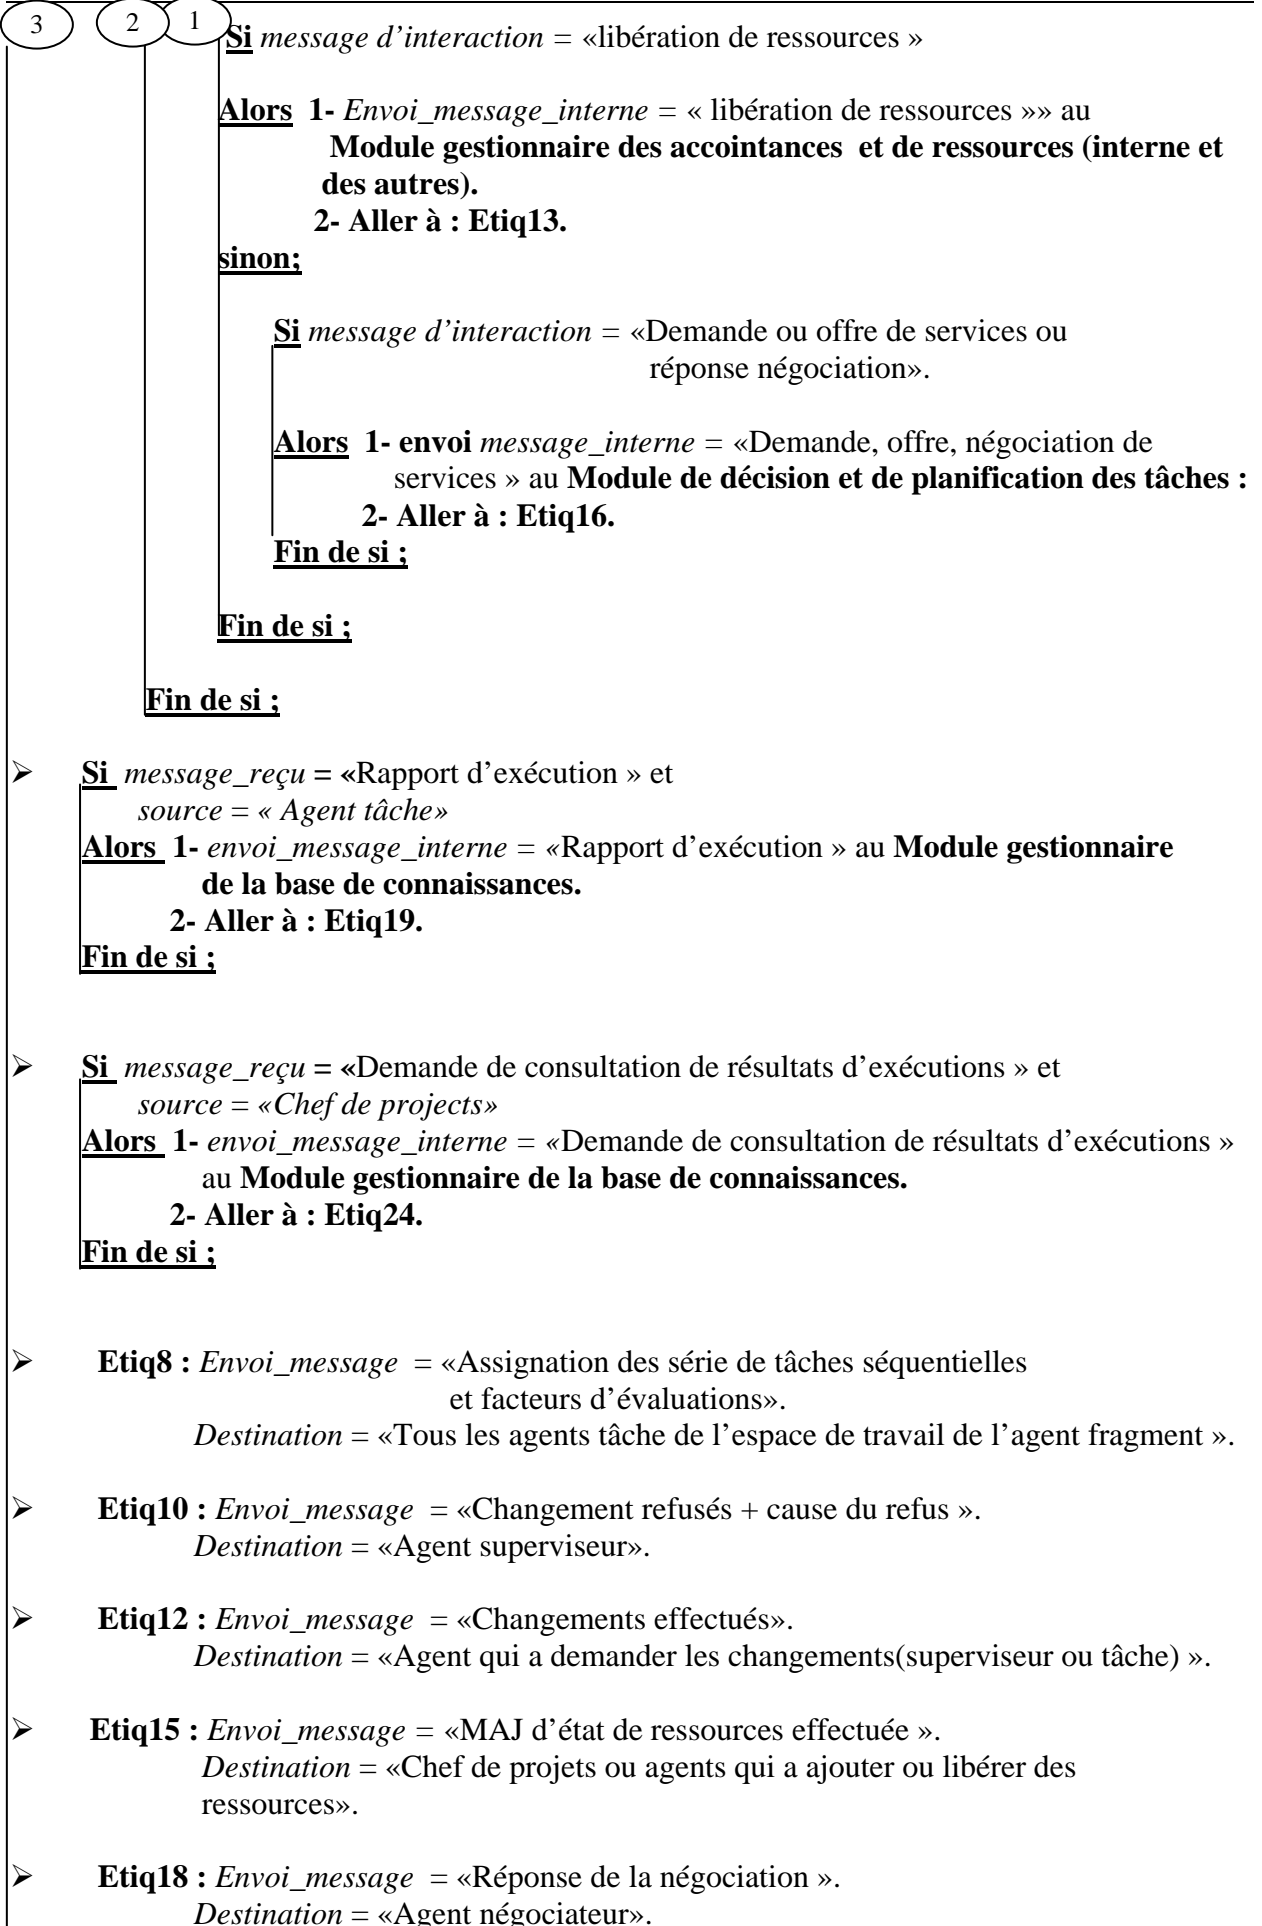 3 2 1
Si message d’interaction = «libération de ressources »
Alors 1- Envoi_message_interne = « libération de ressources »» au
Module gestionnaire des accointances et de ressources (interne et
des autres).
2- Aller à : Etiq13.
sinon;
Si message d’interaction = «Demande ou offre de services ou
réponse négociation».
Alors 1- envoi message_interne = «Demande, offre, négociation de
services » au Module de décision et de planification des tâches :
2- Aller à : Etiq16.
Fin de si ;
Fin de si ;
Fin de si ;
➢ Si message_reçu = «Rapport d’exécution » et
source = « Agent tâche»
Alors 1- envoi_message_interne = «Rapport d’exécution » au Module gestionnaire
de la base de connaissances.
2- Aller à : Etiq19.
Fin de si ;
➢ Si message_reçu = «Demande de consultation de résultats d’exécutions » et
source = «Chef de projects»
Alors 1- envoi_message_interne = «Demande de consultation de résultats d’exécutions »
au Module gestionnaire de la base de connaissances.
2- Aller à : Etiq24.
Fin de si ;
➢ Etiq8 : Envoi_message = «Assignation des série de tâches séquentielles
et facteurs d’évaluations».
Destination = «Tous les agents tâche de l’espace de travail de l’agent fragment ».
➢ Etiq10 : Envoi_message = «Changement refusés + cause du refus ».
Destination = «Agent superviseur».
➢ Etiq12 : Envoi_message = «Changements effectués».
Destination = «Agent qui a demander les changements(superviseur ou tâche) ».
➢ Etiq15 : Envoi_message = «MAJ d’état de ressources effectuée ».
Destination = «Chef de projets ou agents qui a ajouter ou libérer des
ressources».
➢ Etiq18 : Envoi_message = «Réponse de la négociation ».
Destination = «Agent négociateur».